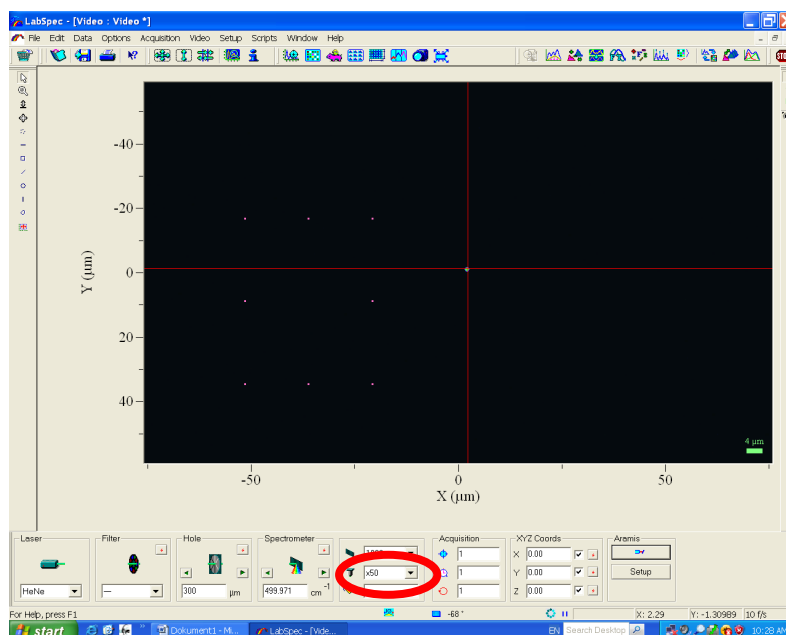 LabSpec - [Video : Video *]
File Edit Data Options Acquisition Video Setup Scripts Window Help
-40
-20
0
20
40
Y (µm)
-50 0 50
X (µm)
4 µm
Laser
Filter
Hole
Spectrometer
Acquisition
XYZ Coords
Aramis
HeNe
---
300 µm
499.971 cm-1
x50
1
1
1
X 0.00
Y 0.00
Z 0.00
Setup
For Help, press F1
-68 °
X: 2.29
Y: -1.30989
10 f/s
start
Dokument1 - Mi...
LabSpec - [Vide...
EN
Search Desktop
10:28 AM